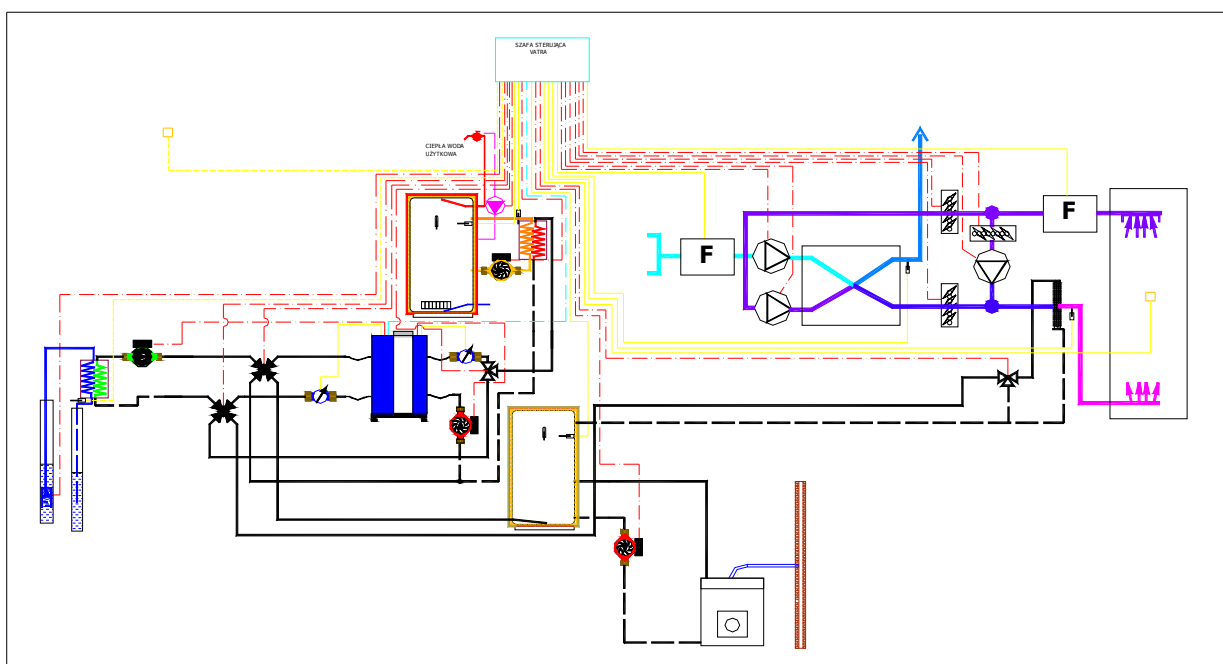 SZAFA STERUJĄCA
VATRA
CIEPŁA WODA
UŻYTKOWA
F
F